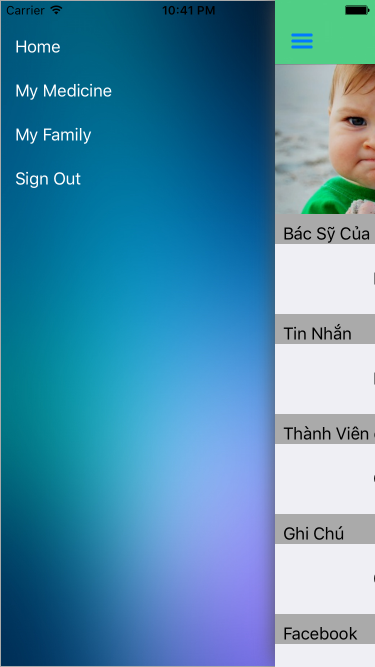 Carrier 10:41 PM
Home
My Medicine
My Family
Sign Out
Bác Sỹ Của
Tin Nhắn
Thành Viên
Ghi Chú
Facebook